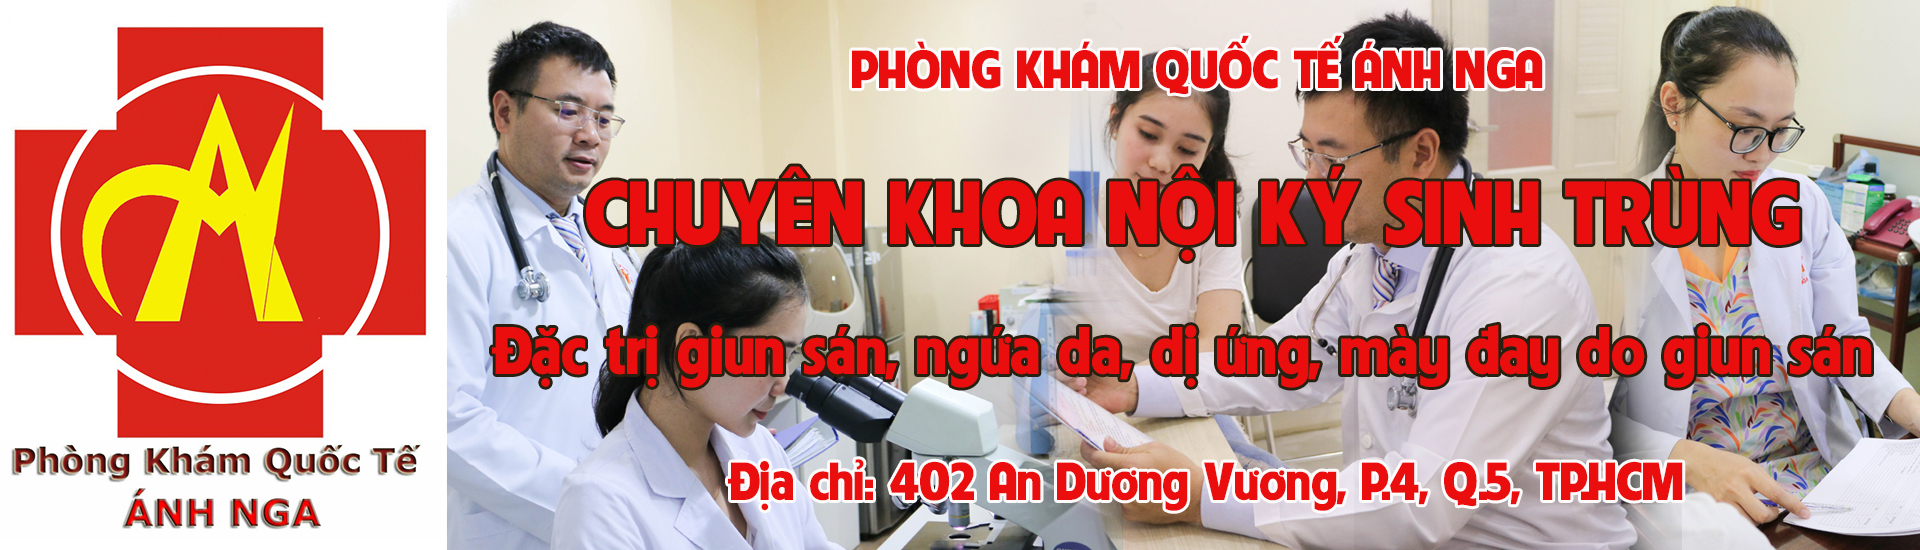 Phòng Khám Quốc Tế
ÁNH NGA
PHÒNG KHÁM QUỐC TẾ ÁNH NGA
CHUYÊN KHOA NỘI KÝ SINH TRÙNG
Đặc trị giun sán, ngứa da, dị ứng, mày đay do giun sán
Địa chỉ: 402 An Dương Vương, P.4, Q.5, TP.HCM